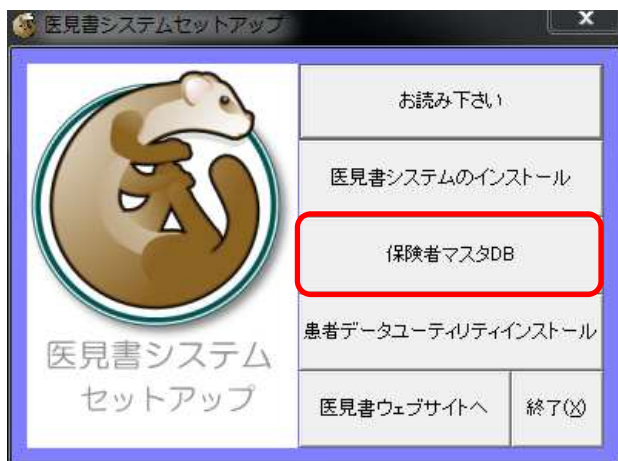 医見書システムセットアップ
お読み下さい
医見書システムのインストール
保険者マスタDB
患者データユーティリティインストール
医見書ウェブサイトへ
終了(X)
医見書システム
セットアップ